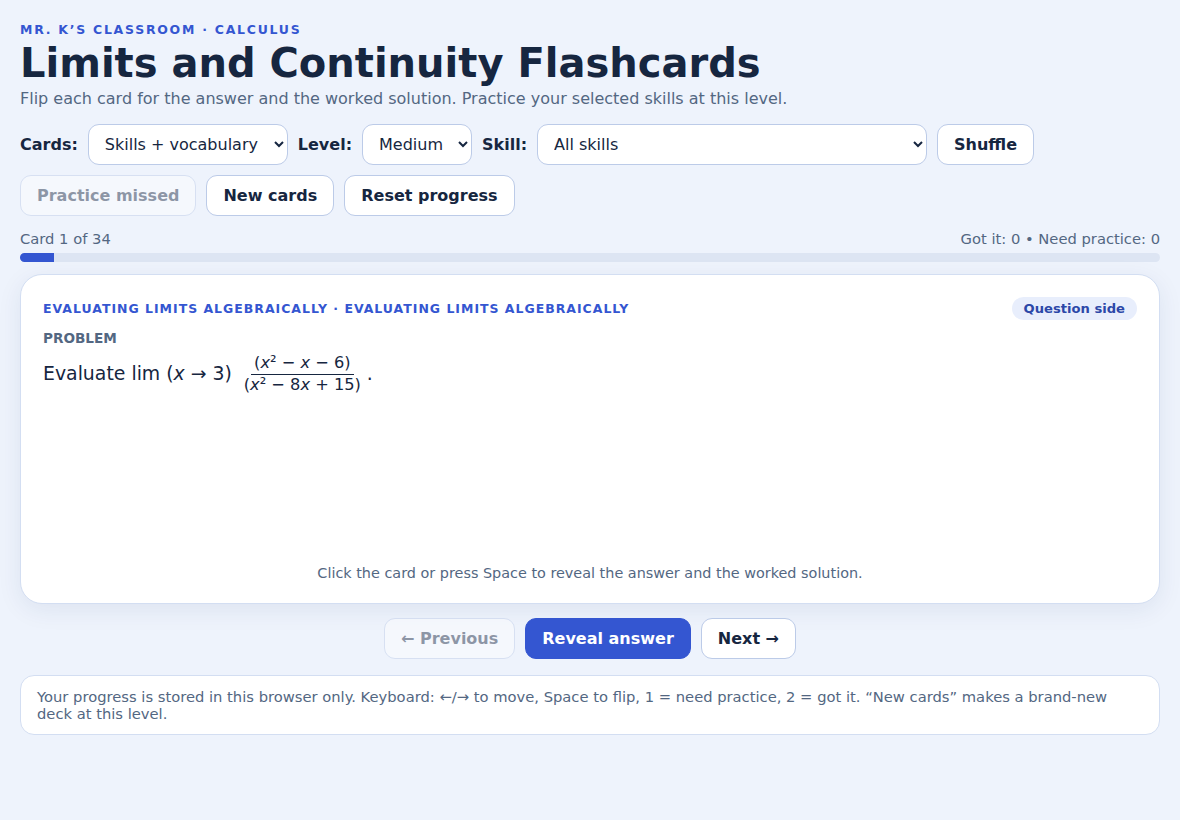 MR. K’S CLASSROOM · CALCULUS
Limits and Continuity Flashcards
Flip each card for the answer and the worked solution. Practice your selected skills at this level.
Cards: Skills + vocabulary Level: Medium Skill: All skills Shuffle
Practice missed New cards Reset progress
Card 1 of 34 Got it: 0 • Need practice: 0
EVALUATING LIMITS ALGEBRAICALLY · EVALUATING LIMITS ALGEBRAICALLY Question side
PROBLEM
Evaluate lim (x → 3) (x² − x − 6) / (x² − 8x + 15) .
Click the card or press Space to reveal the answer and the worked solution.
← Previous Reveal answer Next →
Your progress is stored in this browser only. Keyboard: ←/→ to move, Space to flip, 1 = need practice, 2 = got it. “New cards” makes a brand-new
deck at this level.